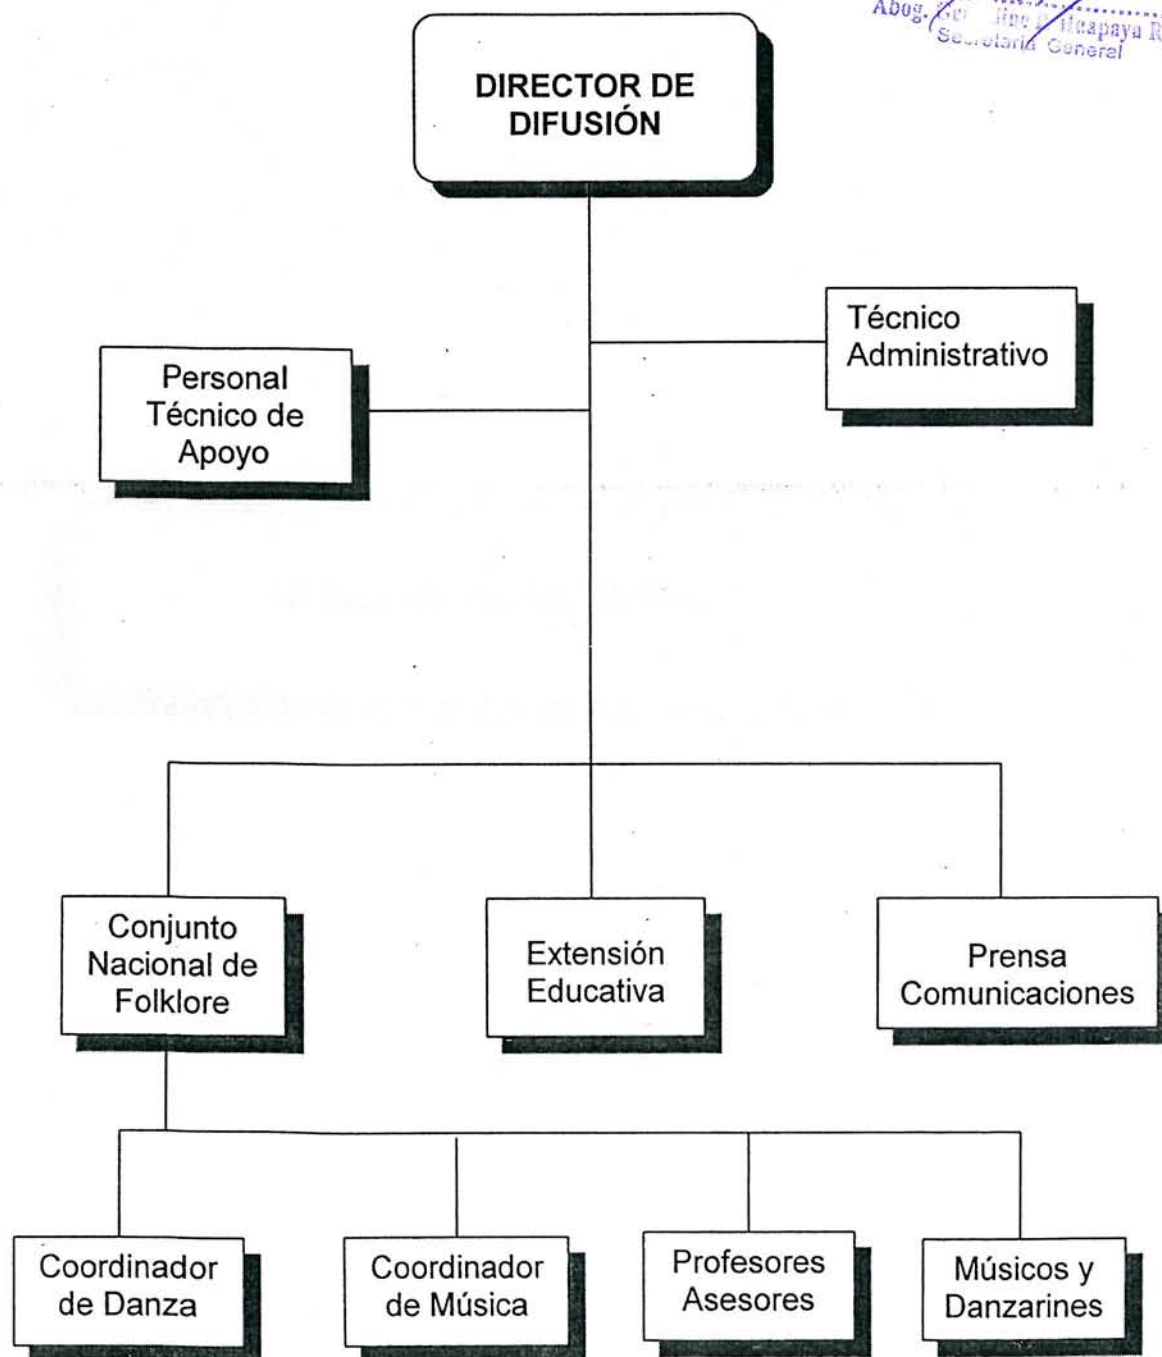 Abog.
Secretaria General
DIRECTOR DE
DIFUSIÓN
Técnico
Administrativo
Personal
Técnico de
Apoyo
Conjunto
Nacional de
Folklore
Extensión
Educativa
Prensa
Comunicaciones
Coordinador
de Danza
Coordinador
de Música
Profesores
Asesores
Músicos y
Danzarines